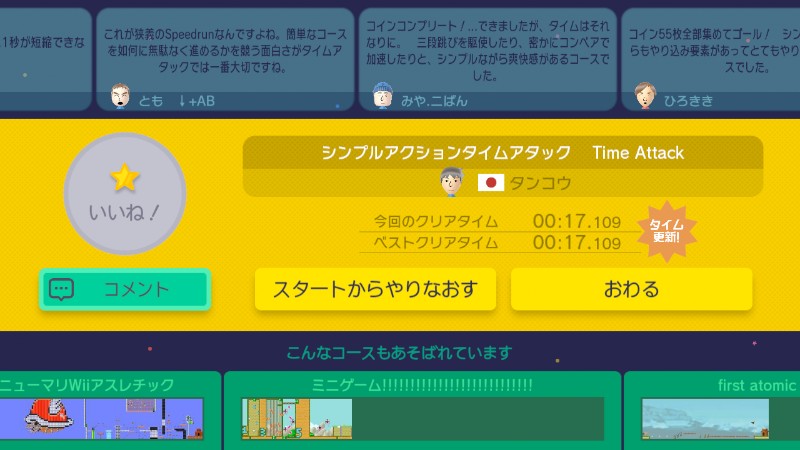 1秒が短縮できな
これが狭義のSpeedrunなんですよね。簡単なコース
を如何に無駄なく進めるかを競う面白さがタイムア
タックでは一番大切ですね。
とも ↓+AB
コインコンプリート！...できましたが、タイムはそれ
なりに。 三段跳びを駆使したり、密かにコンベアで
加速したりと、シンプルながら爽快感があるコースで
した。
みや.こばん
コイン55枚全部集めてゴール！ シン
らもやり込み要素があってとてもやり
スでした。
ひろきき
いいね！
シンプルアクションタイムアタック Time Attack
タンコウ
今回のクリアタイム 00:17.109
ベストクリアタイム 00:17.109
タイム
更新!
コメント
スタートからやりなおす
おわる
こんなコースもあそばれています
ニューマリWiiアスレチック
ミニゲーム!!!!!!!!!!!!!!!!!!!!!!!!!!!
first atomic